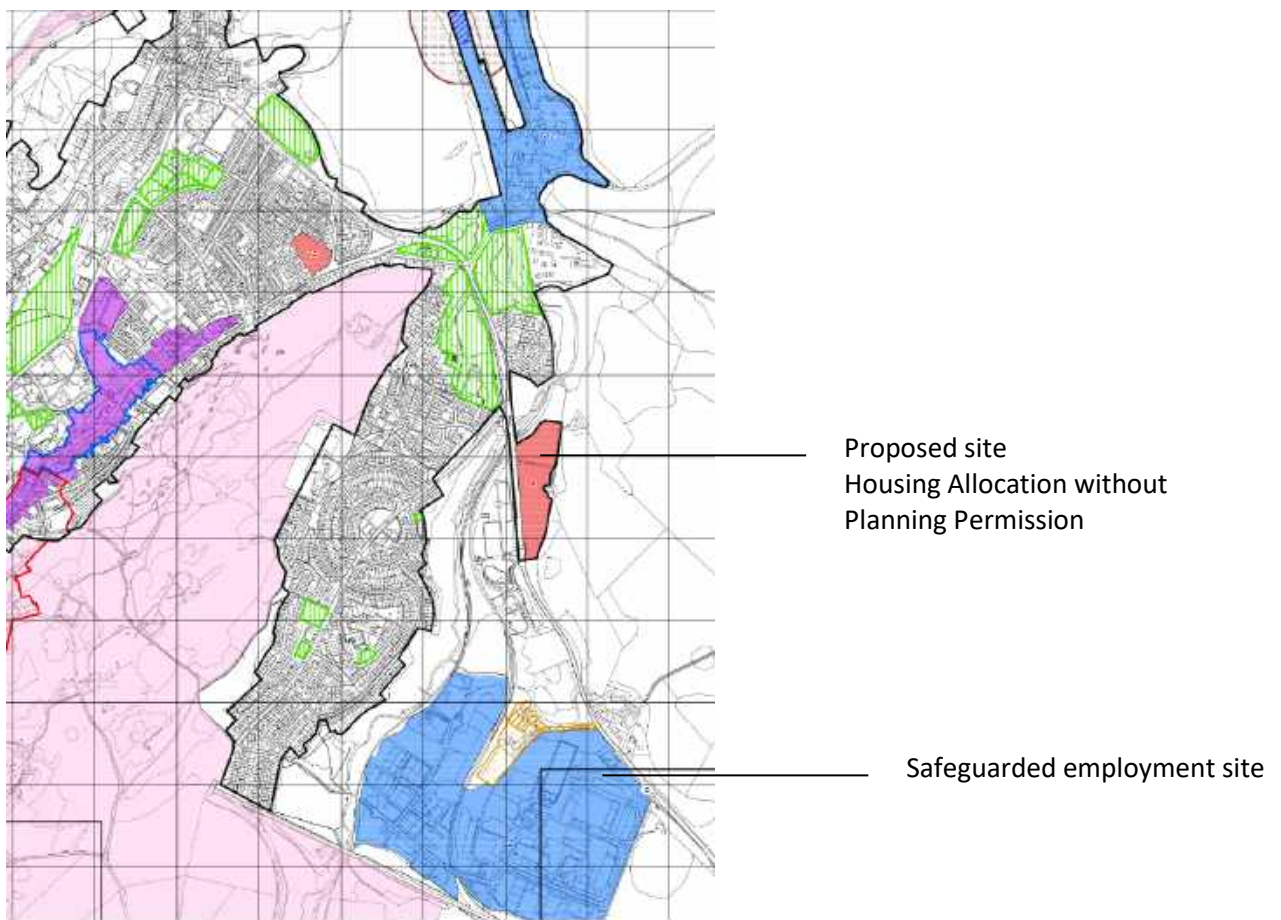 Proposed site
Housing Allocation without
Planning Permission
Safeguarded employment site